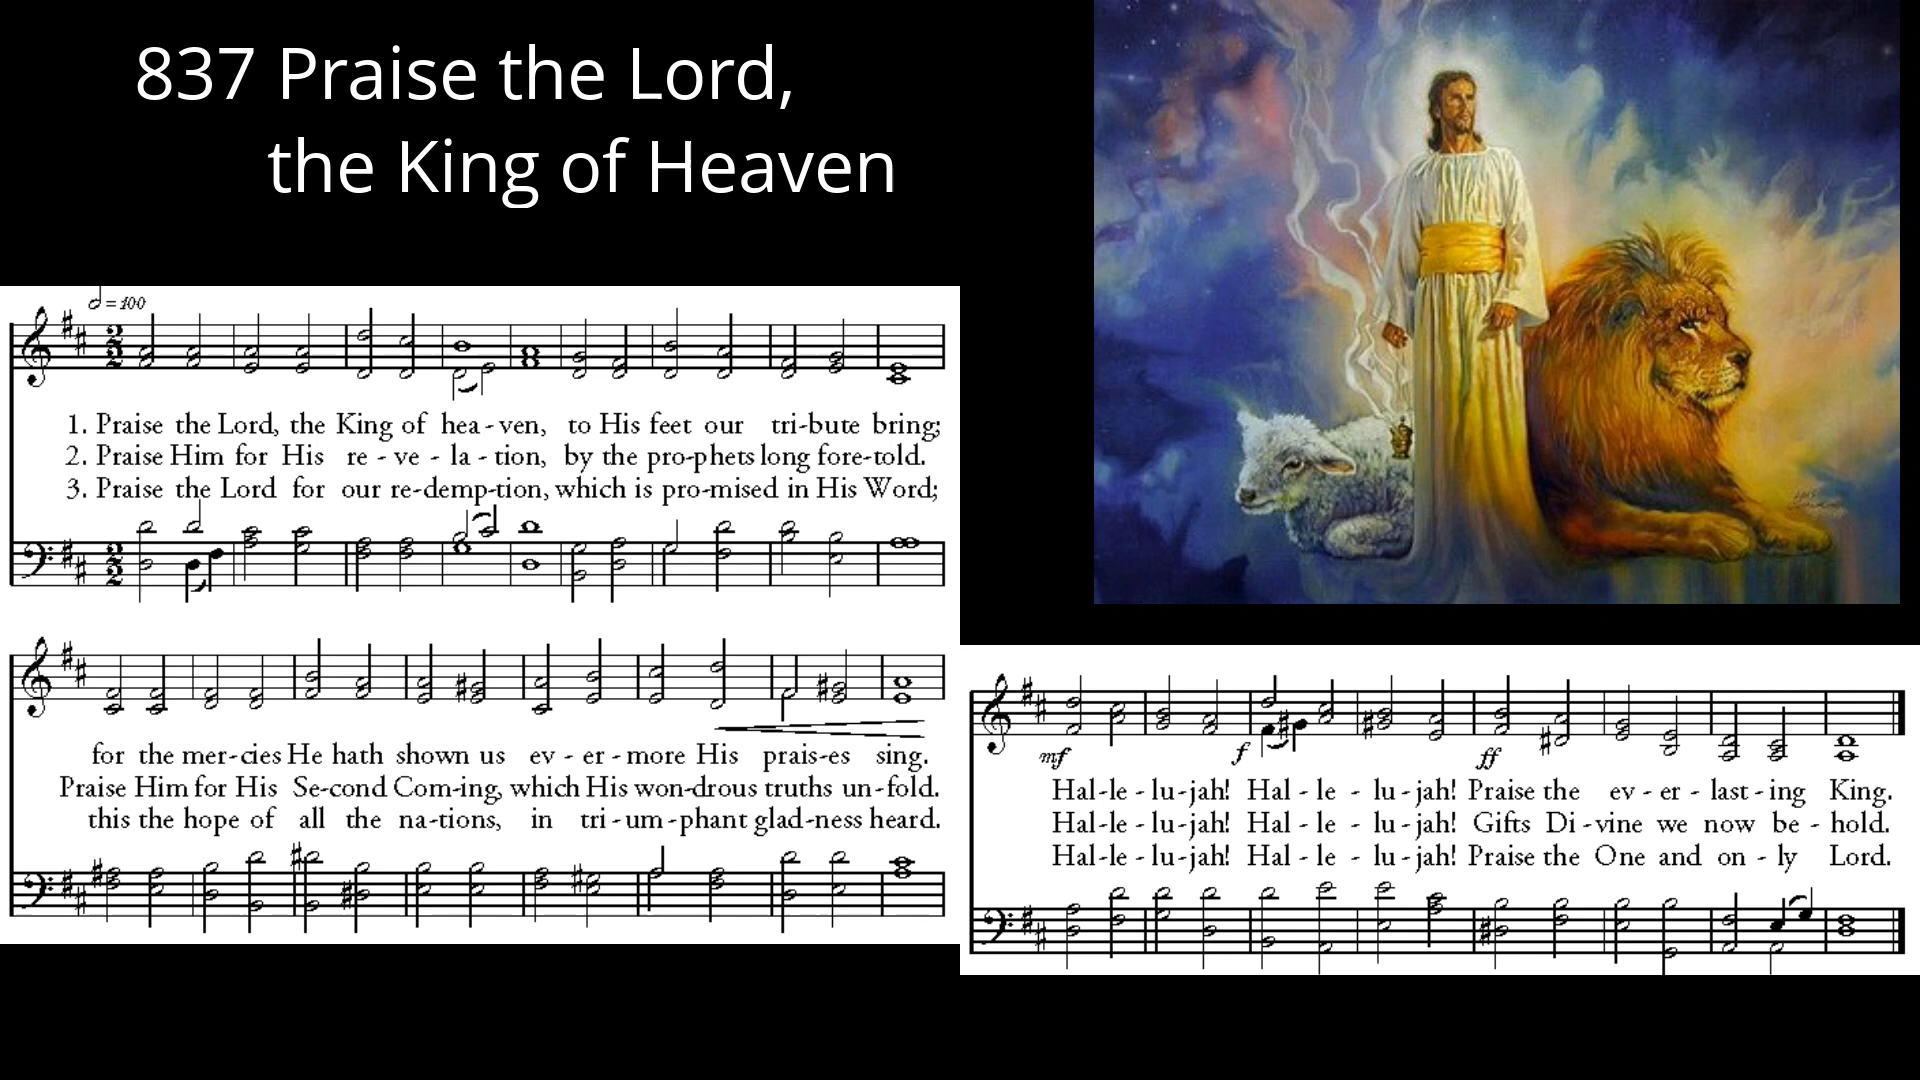 837 Praise the Lord,
the King of Heaven
= 100
1. Praise the Lord, the King of hea - ven, to His feet our tri-bute bring;
2. Praise Him for His re - ve - la - tion, by the pro-phets long fore-told.
3. Praise the Lord for our re-demp-tion, which is pro-mised in His Word;
for the mer-cies He hath shown us ev - er - more His prais-es sing.
Praise Him for His Se-cond Com-ing, which His won-drous truths un-fold.
this the hope of all the na-tions, in tri-um-phant glad-ness heard.
mf f ff
Hal-le-lu-jah! Hal - le - lu-jah! Praise the ev - er - last - ing King.
Hal-le-lu-jah! Hal - le - lu-jah! Gifts Di-vine we now be - hold.
Hal-le-lu-jah! Hal - le - lu-jah! Praise the One and on - ly Lord.